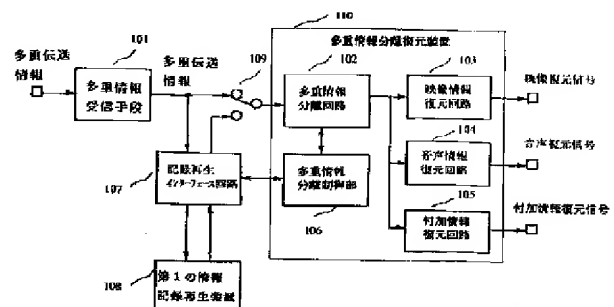 110
多重情報分離復元装置
101
多重伝送
情報
多重情報
受信手段
多重伝送
情報
109
102
多重情報
分離回路
103
映像情報
復元回路
映像復元信号
104
音声情報
復元回路
音声復元信号
107
記録再生
インターフェース回路
多重情報
分離制御部
106
105
付加情報
復元回路
付加情報復元信号
108
第1の情報
記録再生装置